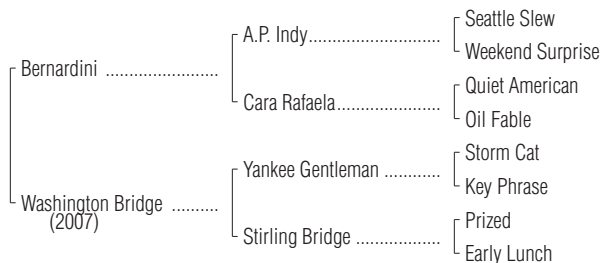 Seattle Slew
A.P. Indy........................
Weekend Surprise
Bernardini ......................
Quiet American
Cara Rafaela....................
Oil Fable
Storm Cat
Yankee Gentleman ...........
Key Phrase
Washington Bridge .........
(2007)
Prized
Stirling Bridge .................
Early Lunch